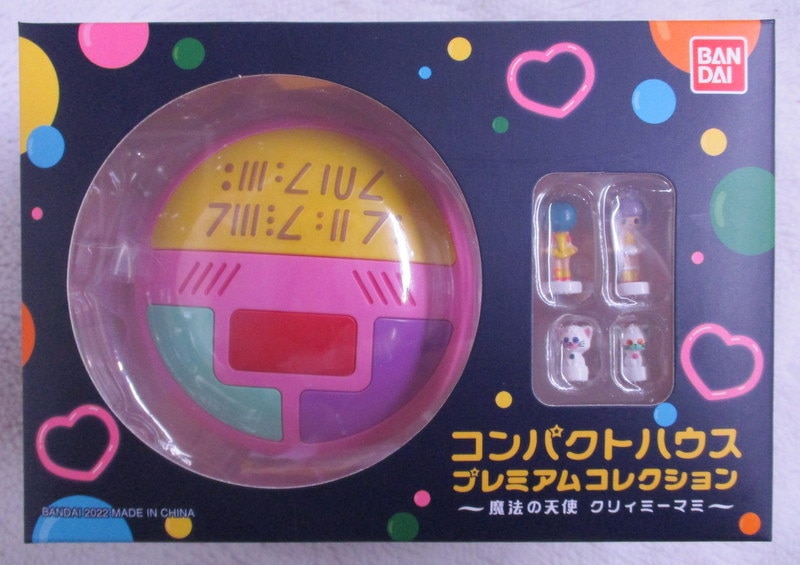 BAN
DAI
コンパクトハウス
プレミアムコレクション
～魔法の天使 クリィミーマミ～
BANDAI 2022 MADE IN CHINA